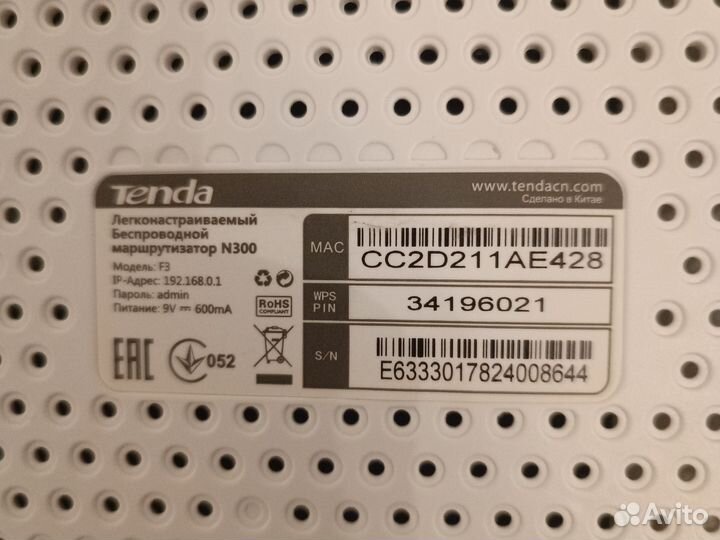 Tenda
www.tendacn.com
Сделано в Китае
Легконастраиваемый
Беспроводной
маршрутизатор N300
Модель: F3
IP-Адрес: 192.168.0.1
Пароль: admin
Питание: 9V ⎓ 600mA
RoHS
COMPLIANT
EAC
052
MAC
CC2D211AE428
WPS
PIN
34196021
S/N
E6333017824008644
Avito